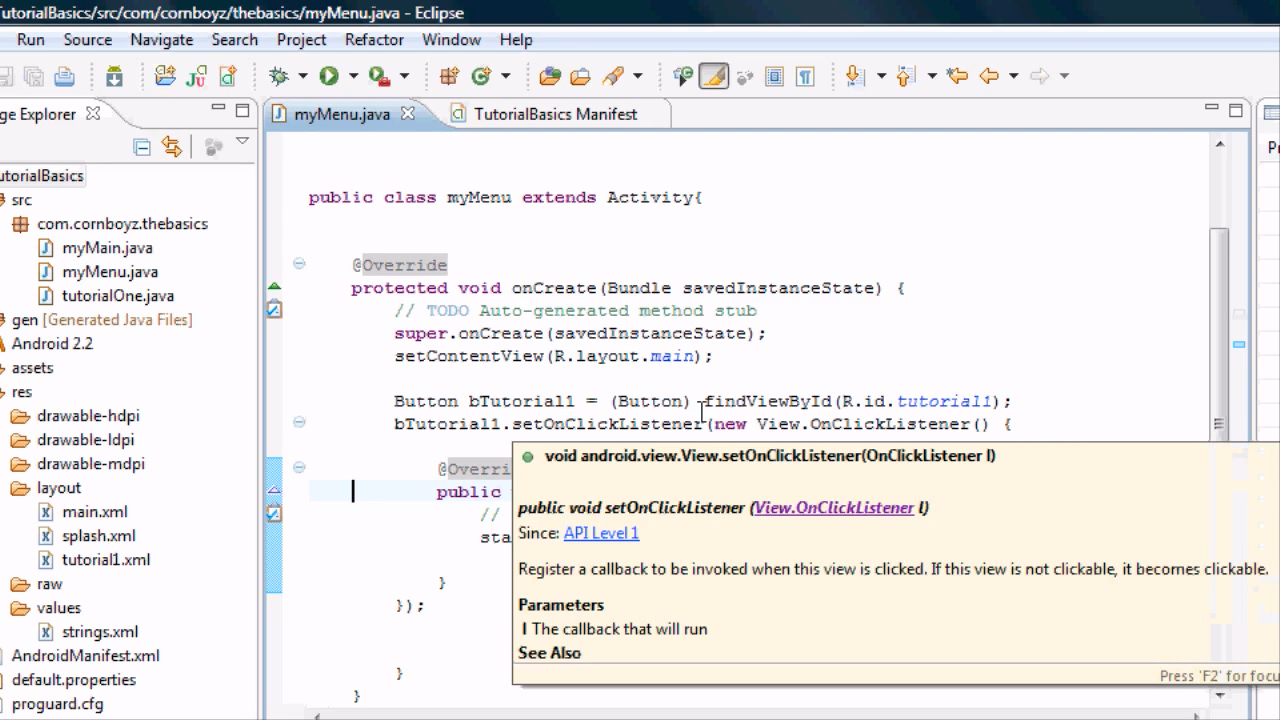 utorialBasics/src/com/cornboyz/thebasics/myMenu.java - Eclipse
Run Source Navigate Search Project Refactor Window Help
ge Explorer
myMenu.java
TutorialBasics Manifest
utorialBasics
src
com.cornboyz.thebasics
myMain.java
myMenu.java
tutorialOne.java
gen [Generated Java Files]
Android 2.2
assets
res
drawable-hdpi
drawable-ldpi
drawable-mdpi
layout
main.xml
splash.xml
tutorial1.xml
raw
values
strings.xml
AndroidManifest.xml
default.properties
proguard.cfg
public class myMenu extends Activity{
@Override
protected void onCreate(Bundle savedInstanceState) {
// TODO Auto-generated method stub
super.onCreate(savedInstanceState);
setContentView(R.layout.main);
Button bTutorial1 = (Button) findViewById(R.id.tutorial1);
bTutorial1.setOnClickListener(new View.OnClickListener() {
@Overri
public
//
sta
}
});
}
}
void android.view.View.setOnClickListener(OnClickListener l)
public void setOnClickListener (View.OnClickListener l)
Since: API Level 1
Register a callback to be invoked when this view is clicked. If this view is not clickable, it becomes clickable.
Parameters
l The callback that will run
See Also
Press 'F2' for focu